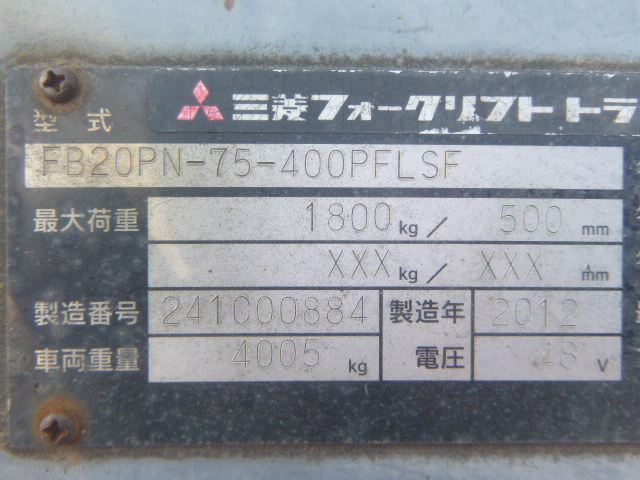 三菱フォークリフトトラ
型式
FB20PN-75-400PFLSF
最大荷重 1800 kg / 500 mm
XXX kg / XXX mm
製造番号 241C00884 製造年 2012
車両重量 4005 kg 電圧 48 V